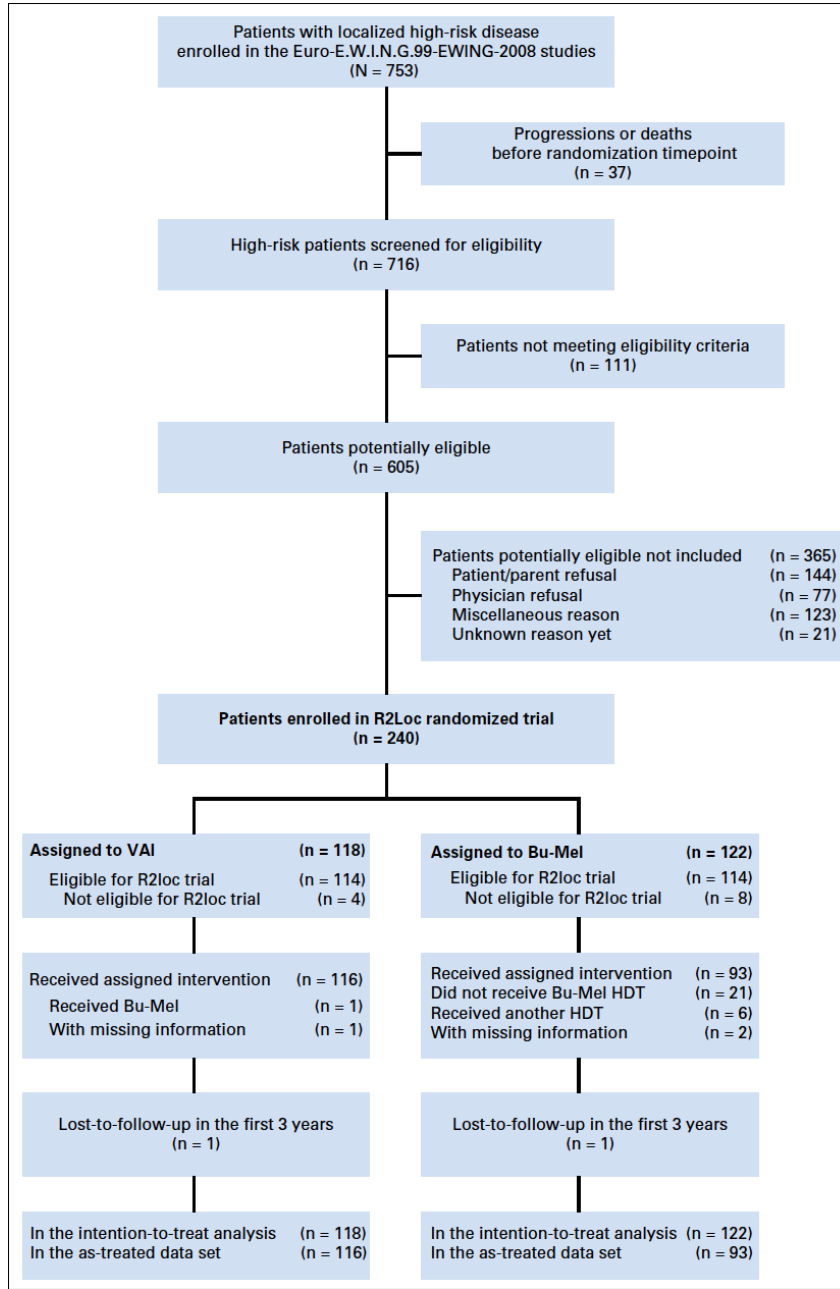 Patients with localized high-risk disease
enrolled in the Euro-E.W.I.N.G.99-EWING-2008 studies
(N = 753)
Progressions or deaths
before randomization timepoint
(n = 37)
High-risk patients screened for eligibility
(n = 716)
Patients not meeting eligibility criteria
(n = 111)
Patients potentially eligible
(n = 605)
Patients potentially eligible not included (n = 365)
Patient/parent refusal (n = 144)
Physician refusal (n = 77)
Miscellaneous reason (n = 123)
Unknown reason yet (n = 21)
Patients enrolled in R2Loc randomized trial
(n = 240)
Assigned to VAI (n = 118)
Eligible for R2loc trial (n = 114)
Not eligible for R2loc trial (n = 4)
Assigned to Bu-Mel (n = 122)
Eligible for R2loc trial (n = 114)
Not eligible for R2loc trial (n = 8)
Received assigned intervention (n = 116)
Received Bu-Mel (n = 1)
With missing information (n = 1)
Received assigned intervention (n = 93)
Did not receive Bu-Mel HDT (n = 21)
Received another HDT (n = 6)
With missing information (n = 2)
Lost-to-follow-up in the first 3 years
(n = 1)
Lost-to-follow-up in the first 3 years
(n = 1)
In the intention-to-treat analysis (n = 118)
In the as-treated data set (n = 116)
In the intention-to-treat analysis (n = 122)
In the as-treated data set (n = 93)